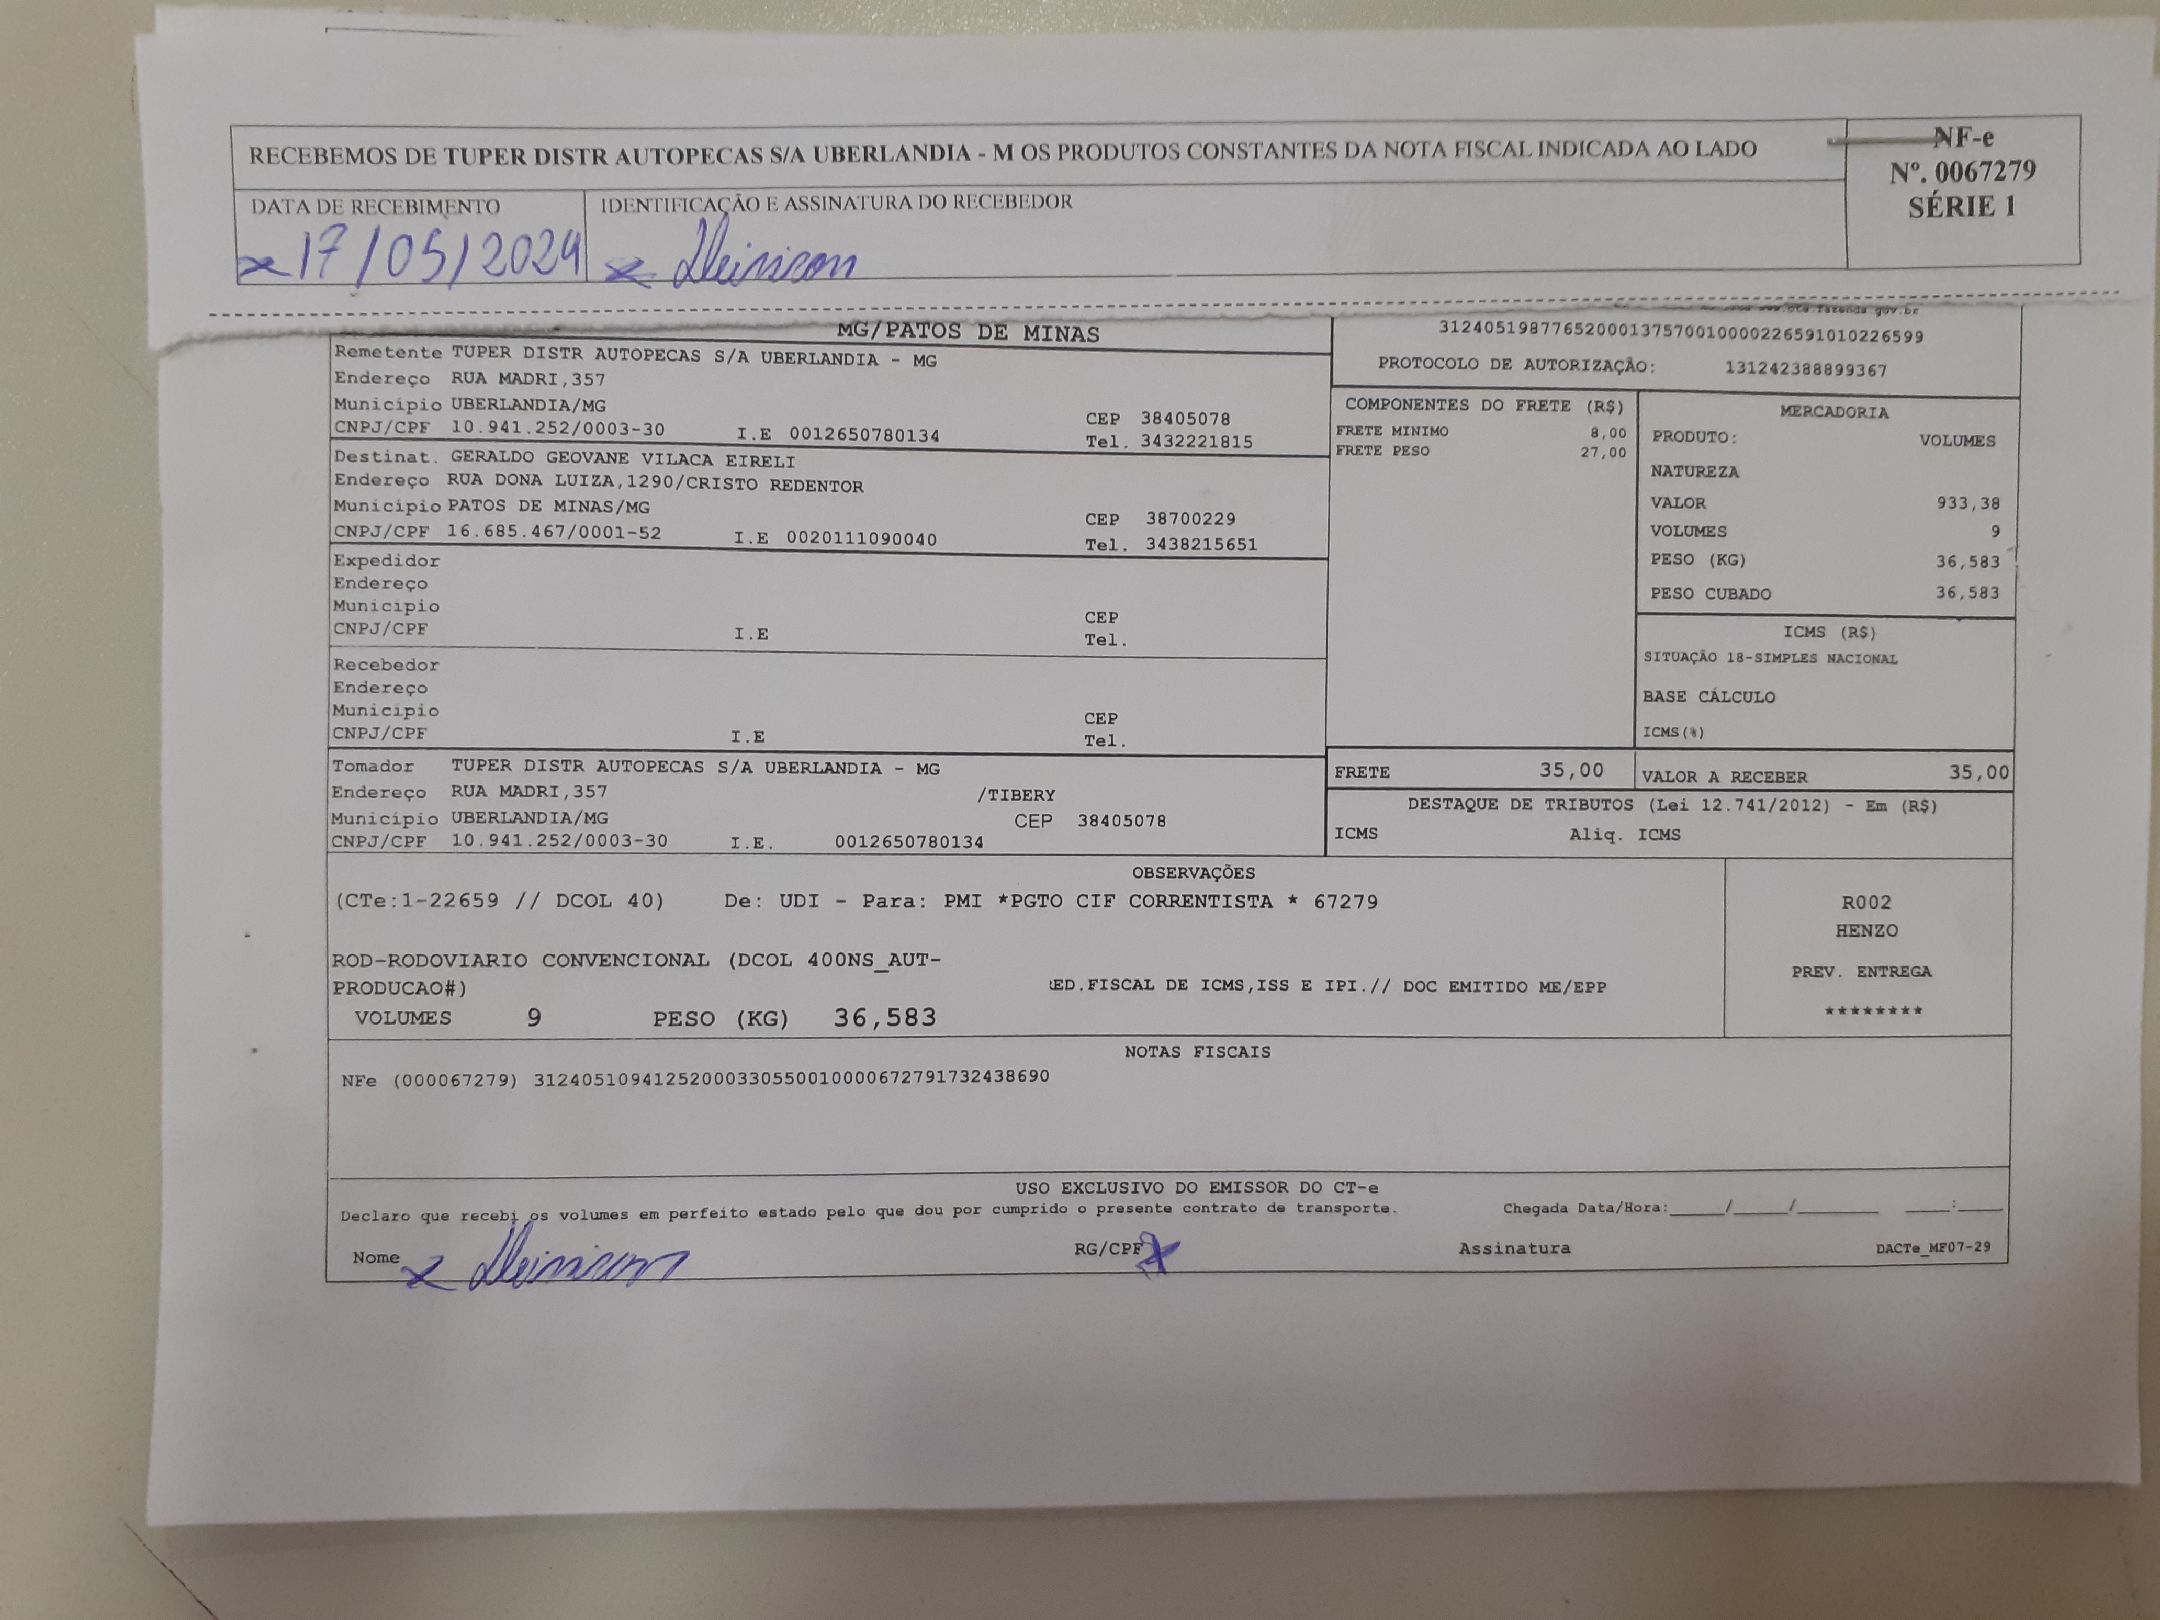 RECEBEMOS DE TUPER DISTR AUTOPECAS S/A UBERLANDIA - M OS PRODUTOS CONSTANTES DA NOTA FISCAL INDICADA AO LADO
NF-e
Nº. 0067279
SÉRIE 1
DATA DE RECEBIMENTO
IDENTIFICAÇÃO E ASSINATURA DO RECEBEDOR
x 17/05/2024
x
MG/PATOS DE MINAS
31240519877652000137570010000226591010226599
PROTOCOLO DE AUTORIZAÇÃO: 131242388899367
Remetente TUPER DISTR AUTOPECAS S/A UBERLANDIA - MG
Endereço RUA MADRI,357
Municipio UBERLANDIA/MG CEP 38405078
CNPJ/CPF 10.941.252/0003-30 I.E 0012650780134 Tel. 3432221815
Destinat. GERALDO GEOVANE VILACA EIRELI
Endereço RUA DONA LUIZA,1290/CRISTO REDENTOR
Municipio PATOS DE MINAS/MG CEP 38700229
CNPJ/CPF 16.685.467/0001-52 I.E 0020111090040 Tel. 3438215651
Expedidor
Endereço
Municipio CEP
CNPJ/CPF I.E Tel.
Recebedor
Endereço
Municipio CEP
CNPJ/CPF I.E Tel.
Tomador TUPER DISTR AUTOPECAS S/A UBERLANDIA - MG
Endereço RUA MADRI,357 /TIBERY
Municipio UBERLANDIA/MG CEP 38405078
CNPJ/CPF 10.941.252/0003-30 I.E. 0012650780134
COMPONENTES DO FRETE (R$)
FRETE MINIMO 8,00
FRETE PESO 27,00
MERCADORIA
PRODUTO: VOLUMES
NATUREZA
VALOR 933,38
VOLUMES 9
PESO (KG) 36,583
PESO CUBADO 36,583
ICMS (R$)
SITUAÇÃO 18-SIMPLES NACIONAL
BASE CÁLCULO
ICMS(%)
FRETE 35,00 VALOR A RECEBER 35,00
DESTAQUE DE TRIBUTOS (Lei 12.741/2012) - Em (R$)
ICMS Aliq. ICMS
OBSERVAÇÕES
(CTe:1-22659 // DCOL 40) De: UDI - Para: PMI *PGTO CIF CORRENTISTA * 67279
ROD-RODOVIARIO CONVENCIONAL (DCOL 400NS_AUT-
PRODUCAO#) ED.FISCAL DE ICMS,ISS E IPI.// DOC EMITIDO ME/EPP
VOLUMES 9 PESO (KG) 36,583
R002
HENZO
PREV. ENTREGA
********
NOTAS FISCAIS
NFe (000067279) 31240510941252000330550010000672791732438690
USO EXCLUSIVO DO EMISSOR DO CT-e
Declaro que recebi os volumes em perfeito estado pelo que dou por cumprido o presente contrato de transporte. Chegada Data/Hora:_____/_____/_______ ____:____
Nome x RG/CPF x Assinatura DACTe_MF07-29